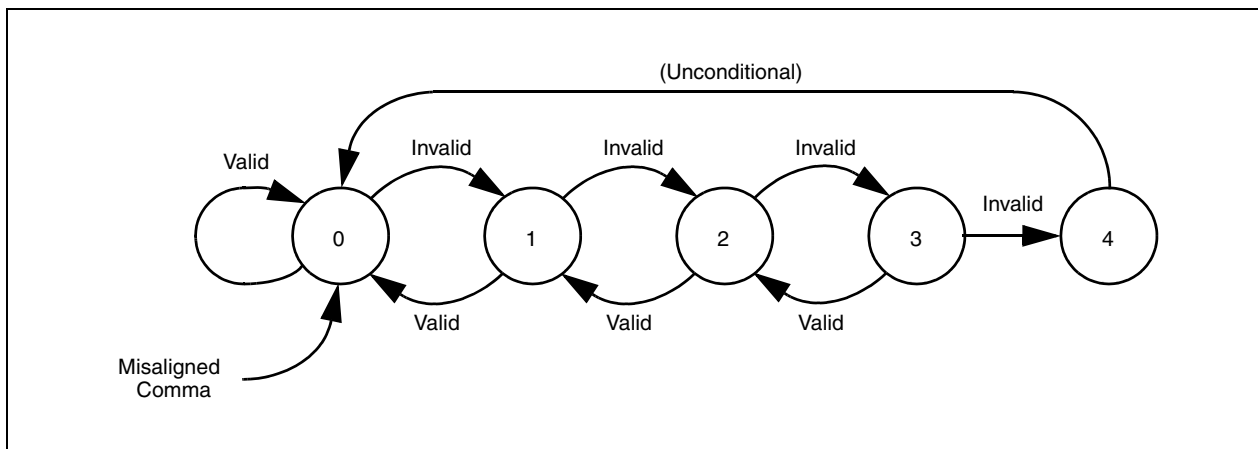 (Unconditional)
Valid
Invalid
Invalid
Invalid
Invalid
0
1
2
3
4
Valid
Valid
Valid
Misaligned
Comma